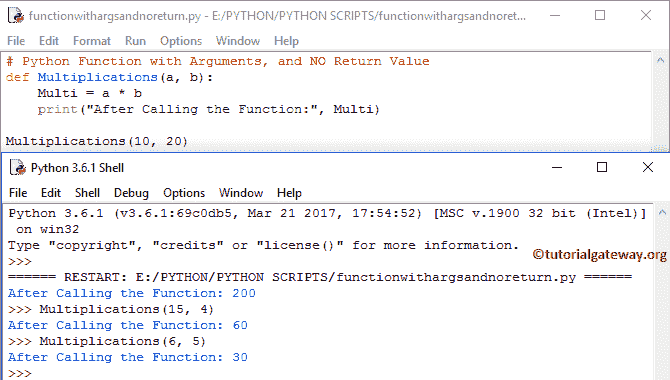 functionwithargsandnoreturn.py - E:/PYTHON/PYTHON SCRIPTS/functionwithargsandnoret...
File Edit Format Run Options Window Help
# Python Function with Arguments, and NO Return Value
def Multiplications(a, b):
    Multi = a * b
    print("After Calling the Function:", Multi)
Multiplications(10, 20)
Python 3.6.1 Shell
File Edit Shell Debug Options Window Help
Python 3.6.1 (v3.6.1:69c0db5, Mar 21 2017, 17:54:52) [MSC v.1900 32 bit (Intel)]
 on win32
Type "copyright", "credits" or "license()" for more information.
>>>
©tutorialgateway.org
====== RESTART: E:/PYTHON/PYTHON SCRIPTS/functionwithargsandnoreturn.py ======
After Calling the Function: 200
>>> Multiplications(15, 4)
After Calling the Function: 60
>>> Multiplications(6, 5)
After Calling the Function: 30
>>>